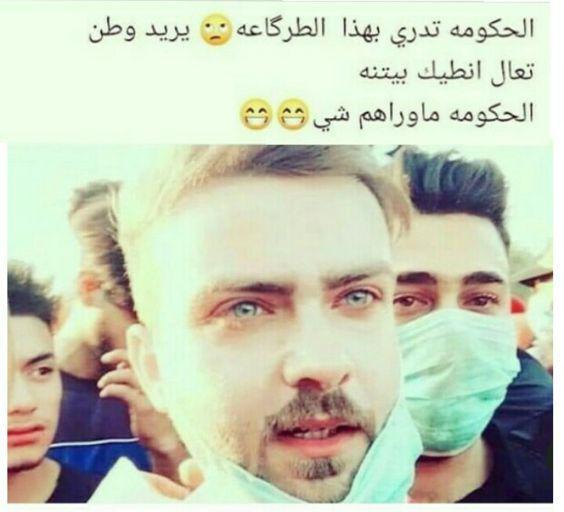 الحكومه تدري بهذا الطرگاعه🙄 يريد وطن
تعال انطيك بيتنه
الحكومه ماوراهم شي😁😁